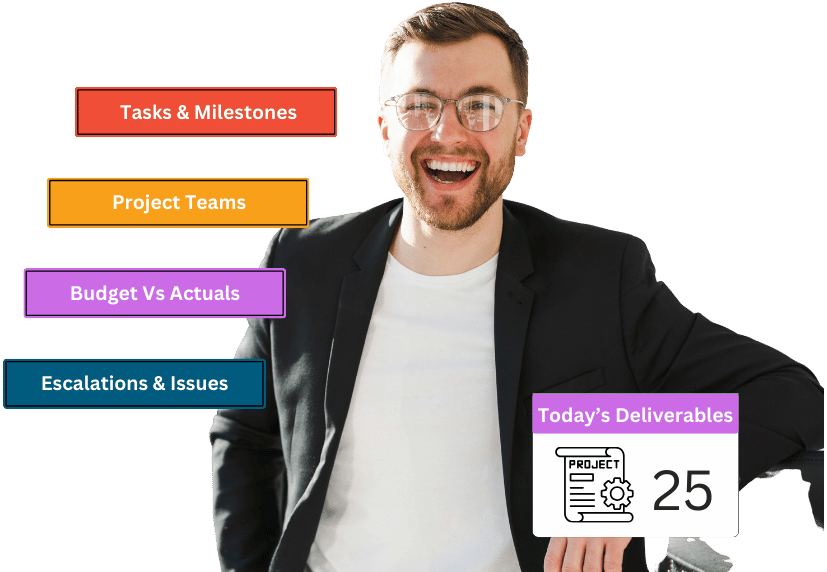 Tasks & Milestones
Project Teams
Budget Vs Actuals
Escalations & Issues
Today’s Deliverables
PROJECT
25